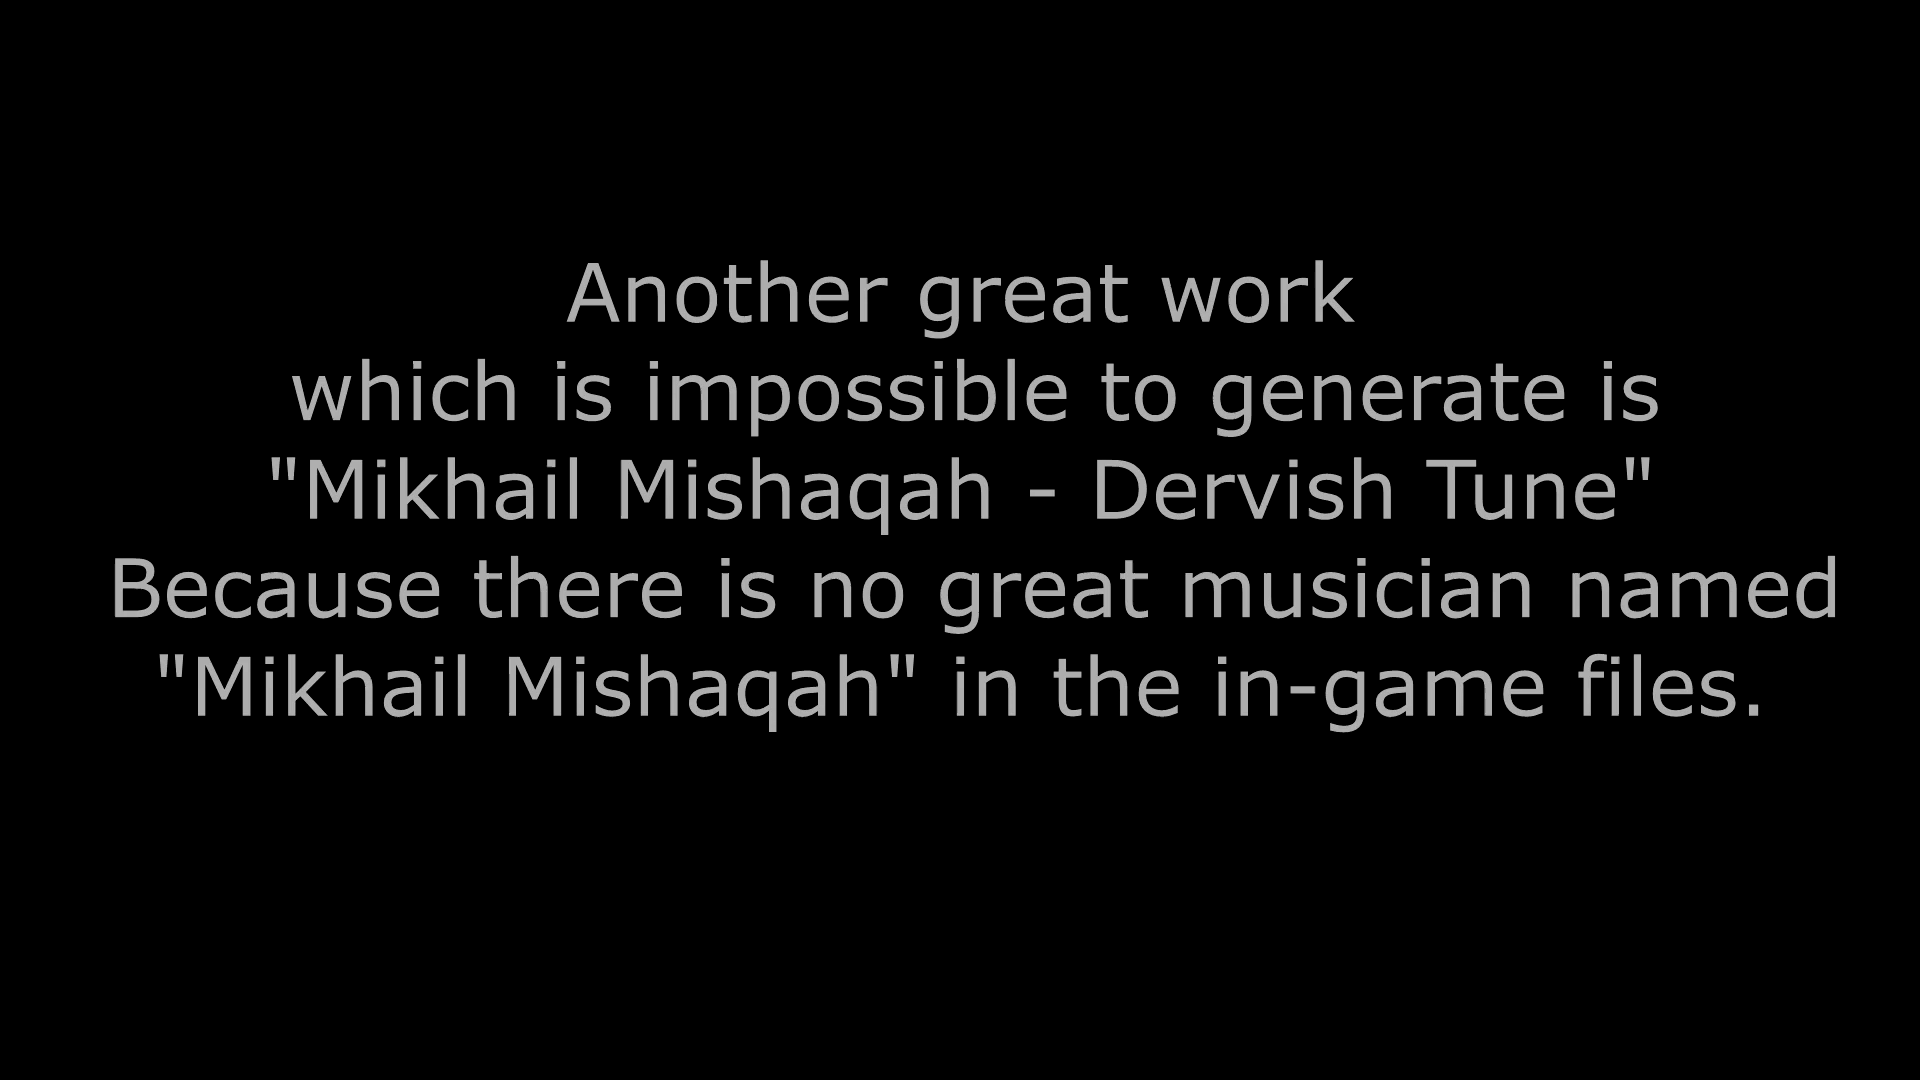 Another great work
which is impossible to generate is
"Mikhail Mishaqah - Dervish Tune"
Because there is no great musician named
"Mikhail Mishaqah" in the in-game files.